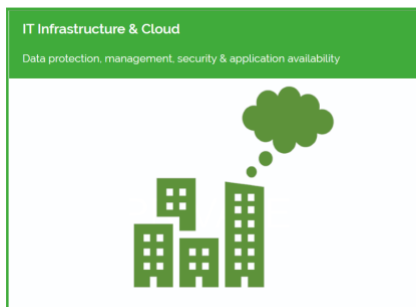 IT Infrastructure & Cloud
Data protection, management, security & application availability